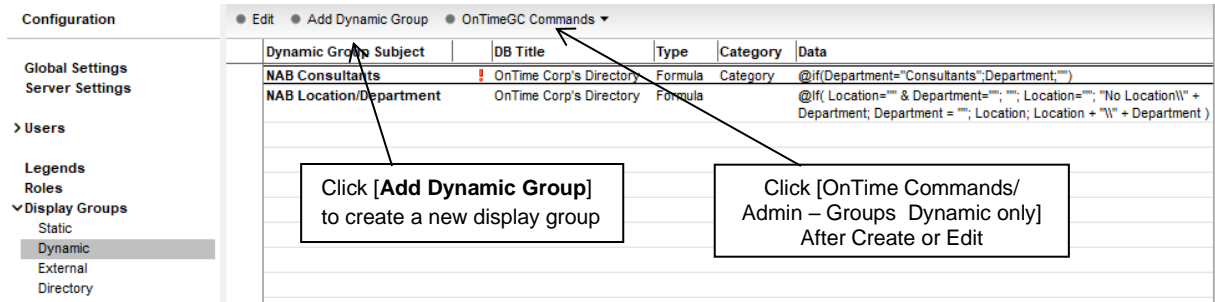 Configuration
Edit Add Dynamic Group OnTimeGC Commands
Dynamic Group Subject DB Title Type Category Data
Global Settings
NAB Consultants ! OnTime Corp's Directory Formula Category @if(Department="Consultants";Department;"")
Server Settings
NAB Location/Department OnTime Corp's Directory Formula @If( Location="" & Department=""; ""; Location=""; "No Location\\" +
Department; Department = ""; Location; Location + "\\" + Department )
Users
Legends
Roles
Display Groups
Static
Dynamic
External
Directory
Click [Add Dynamic Group]
to create a new display group
Click [OnTime Commands/
Admin – Groups Dynamic only]
After Create or Edit